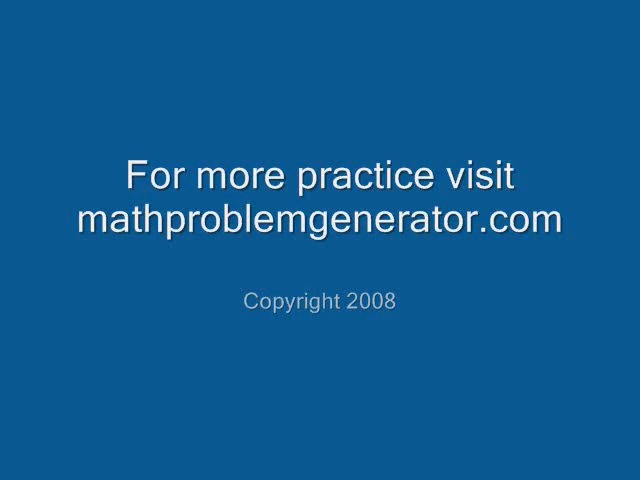 For more practice visit
mathproblemgenerator.com
Copyright 2008